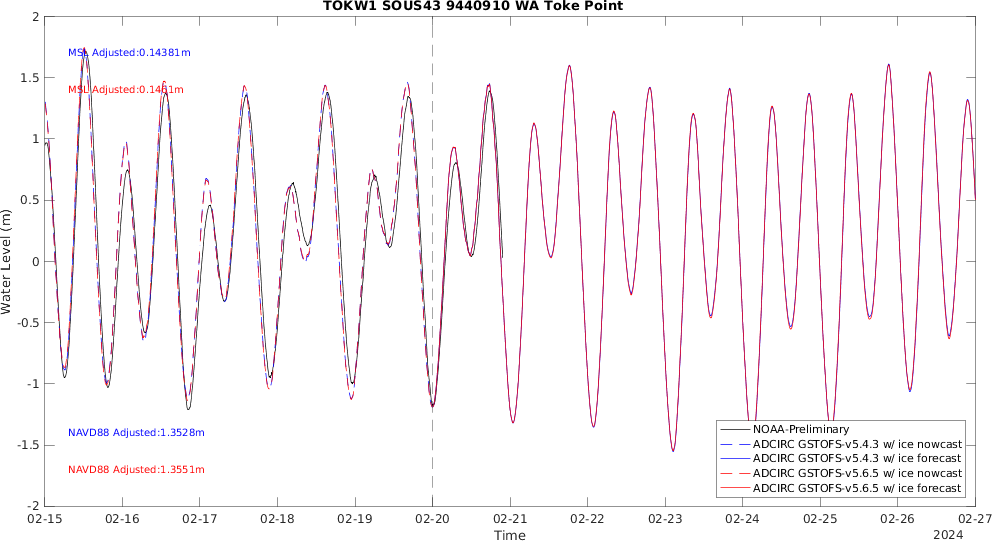 TOKW1 SOUS43 9440910 WA Toke Point
2
1.5
1
0.5
0
-0.5
-1
-1.5
-2
Water Level (m)
MSL Adjusted:0.14381m
MSL Adjusted:0.1461m
NAVD88 Adjusted:1.3528m
NAVD88 Adjusted:1.3551m
NOAA-Preliminary
ADCIRC GSTOFS-v5.4.3 w/ ice nowcast
ADCIRC GSTOFS-v5.4.3 w/ ice forecast
ADCIRC GSTOFS-v5.6.5 w/ ice nowcast
ADCIRC GSTOFS-v5.6.5 w/ ice forecast
02-15 02-16 02-17 02-18 02-19 02-20 02-21 02-22 02-23 02-24 02-25 02-26 02-27
Time
2024